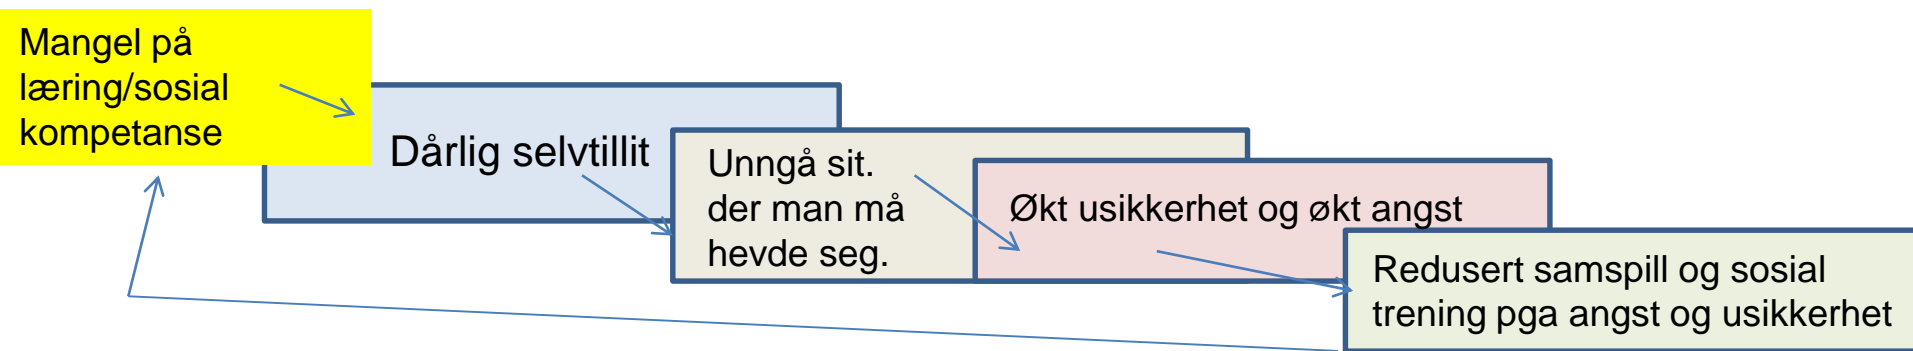 Mangel på
læring/sosial
kompetanse
Dårlig selvtillit
Unngå sit.
der man må
hevde seg.
Økt usikkerhet og økt angst
Redusert samspill og sosial
trening pga angst og usikkerhet